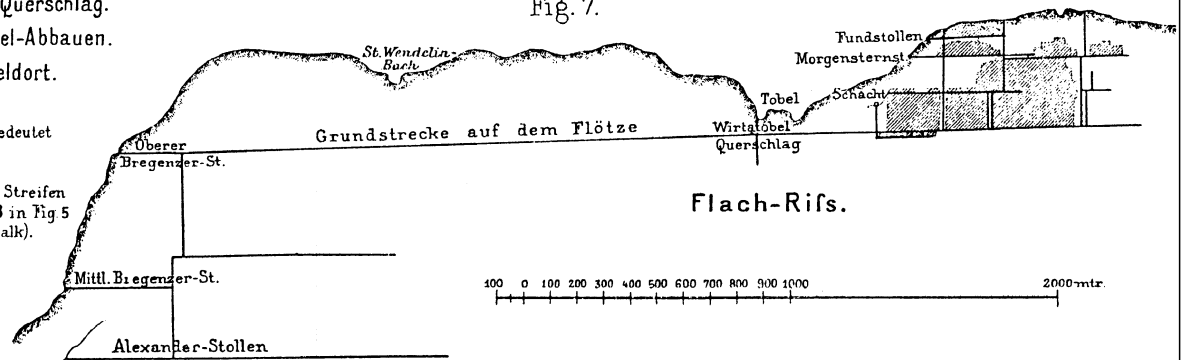 Querschlag.
el-Abbauen.
eldort.
edeutet
Streifen
3 in Fig. 5
alk).
Fig. 7.
St. Wendelin-
Bach
Fundstollen
Morgensternst.
Schacht
Tobel
Wirtatobel
Querschlag
Grundstrecke auf dem Flötze
Oberer
Bregenzer-St.
Flach-Riſs.
Mittl. Bregenzer-St.
100 0 100 200 300 400 500 600 700 800 900 1000 2000 mtr.
Alexander-Stollen